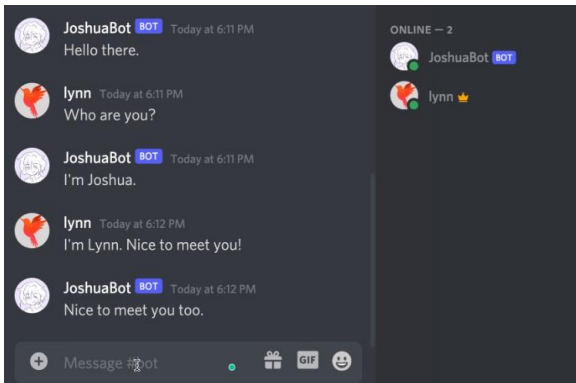 JoshuaBot BOT Today at 6:11 PM
Hello there.
lynn Today at 6:11 PM
Who are you?
JoshuaBot BOT Today at 6:11 PM
I'm Joshua.
lynn Today at 6:12 PM
I'm Lynn. Nice to meet you!
JoshuaBot BOT Today at 6:12 PM
Nice to meet you too.
Message #bot
GIF
ONLINE — 2
JoshuaBot BOT
lynn